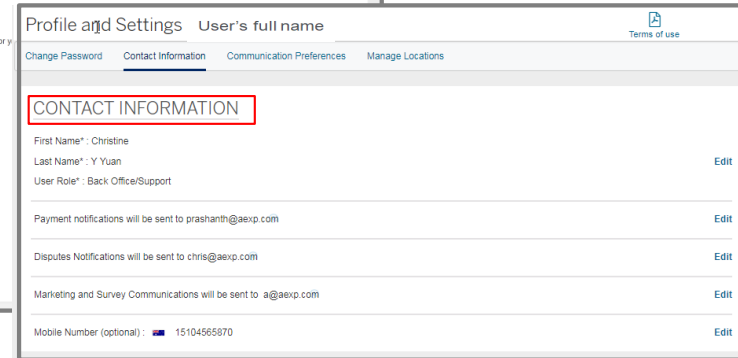 Profile and Settings User's full name
Terms of use
Change Password Contact Information Communication Preferences Manage Locations
CONTACT INFORMATION
First Name* : Christine
Last Name* : Y Yuan Edit
User Role* : Back Office/Support
Payment notifications will be sent to prashanth@aexp.com Edit
Disputes Notifications will be sent to chris@aexp.com Edit
Marketing and Survey Communications will be sent to a@aexp.com Edit
Mobile Number (optional) : 15104565870 Edit